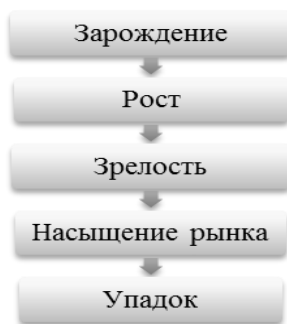 Зарождение
Рост
Зрелость
Насыщение рынка
Упадок